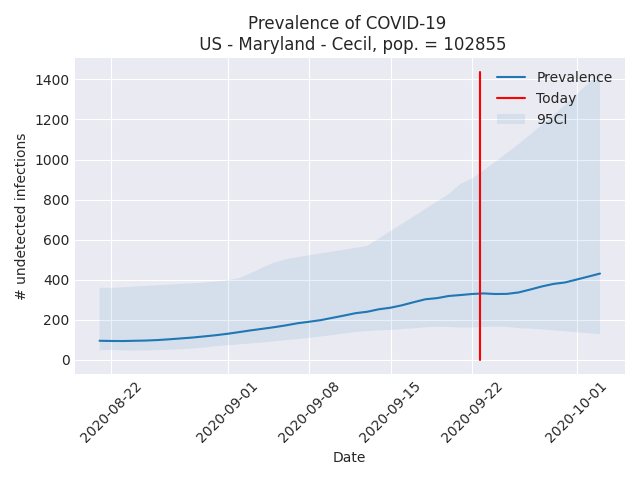 Prevalence of COVID-19
US - Maryland - Cecil, pop. = 102855
1400
1200
1000
800
600
400
200
0
# undetected infections
Prevalence
Today
95CI
2020-08-22
2020-09-01
2020-09-08
2020-09-15
2020-09-22
2020-10-01
Date